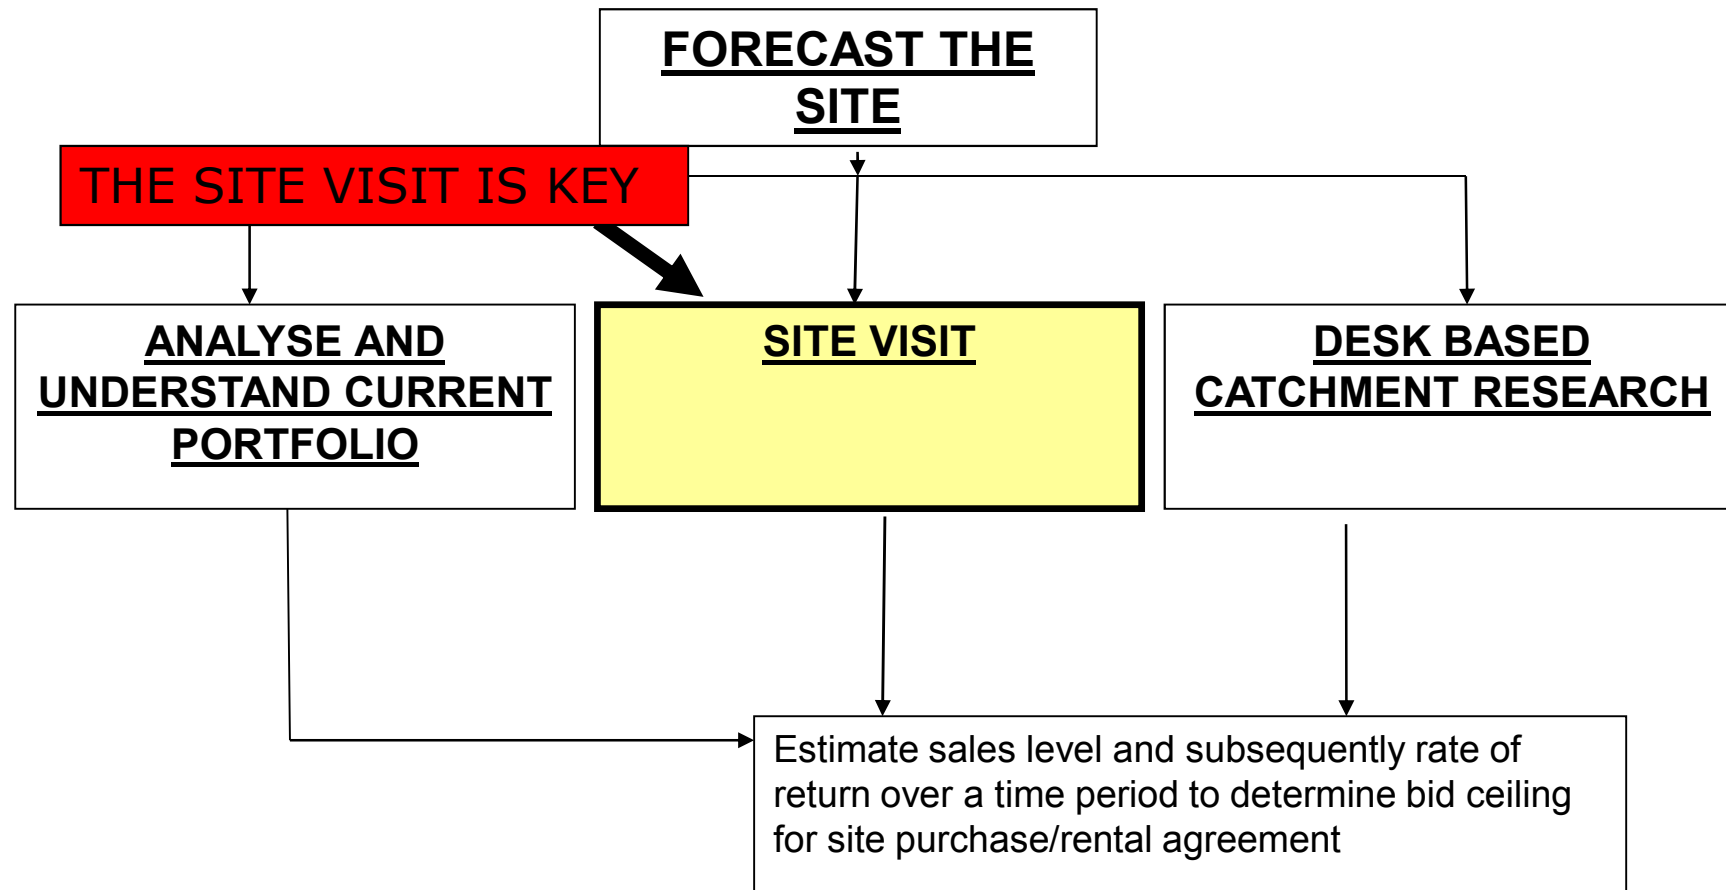 FORECAST THE
SITE
THE SITE VISIT IS KEY
ANALYSE AND
UNDERSTAND CURRENT
PORTFOLIO
SITE VISIT
DESK BASED
CATCHMENT RESEARCH
Estimate sales level and subsequently rate of
return over a time period to determine bid ceiling
for site purchase/rental agreement